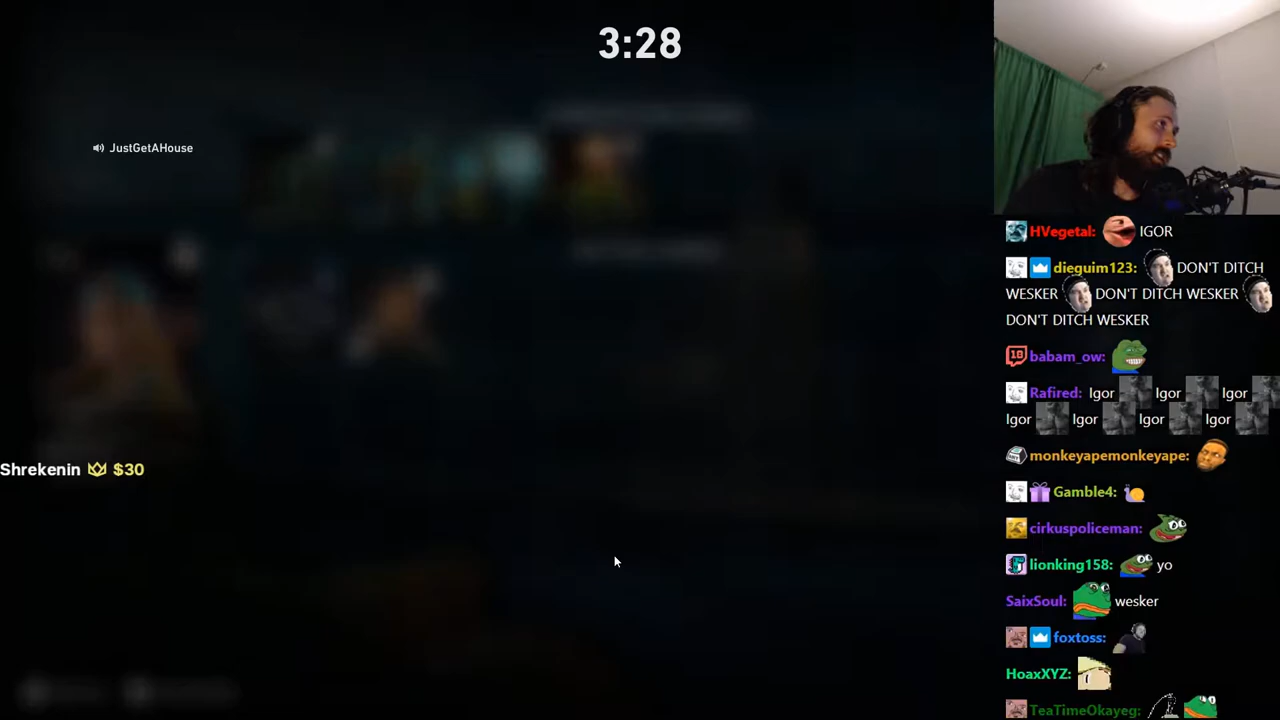 3:28
JustGetAHouse
Shrekenin $30
HVegetal: IGOR
dieguim123: DON'T DITCH
WESKER DON'T DITCH WESKER
DON'T DITCH WESKER
babam_ow:
Rafired: Igor Igor Igor
Igor Igor Igor Igor
monkeyapemonkeyape:
Gamble4:
cirkuspoliceman:
lionking158: yo
SaixSoul: wesker
foxtoss:
HoaxXYZ:
TeaTimeOkayeg: